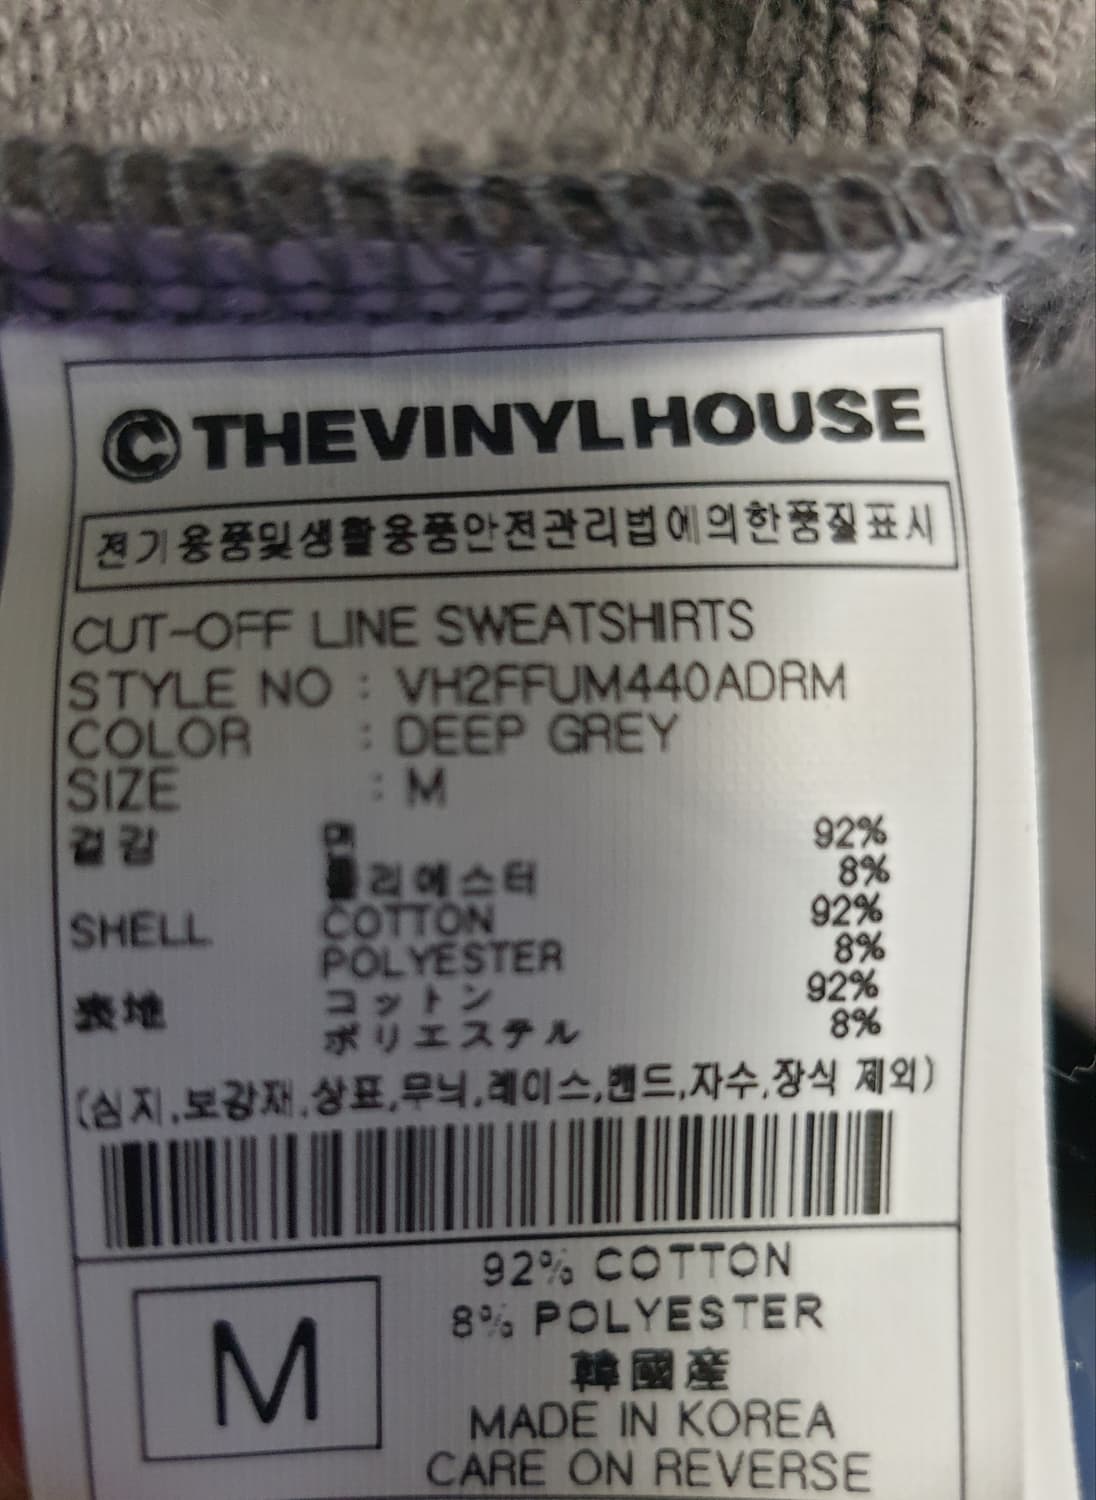 © THEVINYLHOUSE
전기용품및생활용품안전관리법에의한품질표시
CUT-OFF LINE SWEATSHIRTS
STYLE NO : VH2FFUM440ADRM
COLOR : DEEP GREY
SIZE : M
겉감 면 92%
폴리에스터 8%
SHELL COTTON 92%
POLYESTER 8%
表地 コットン 92%
ポリエステル 8%
(심지,보강재,상표,무늬,레이스,밴드,자수,장식 제외)
M
92% COTTON
8% POLYESTER
韓國産
MADE IN KOREA
CARE ON REVERSE